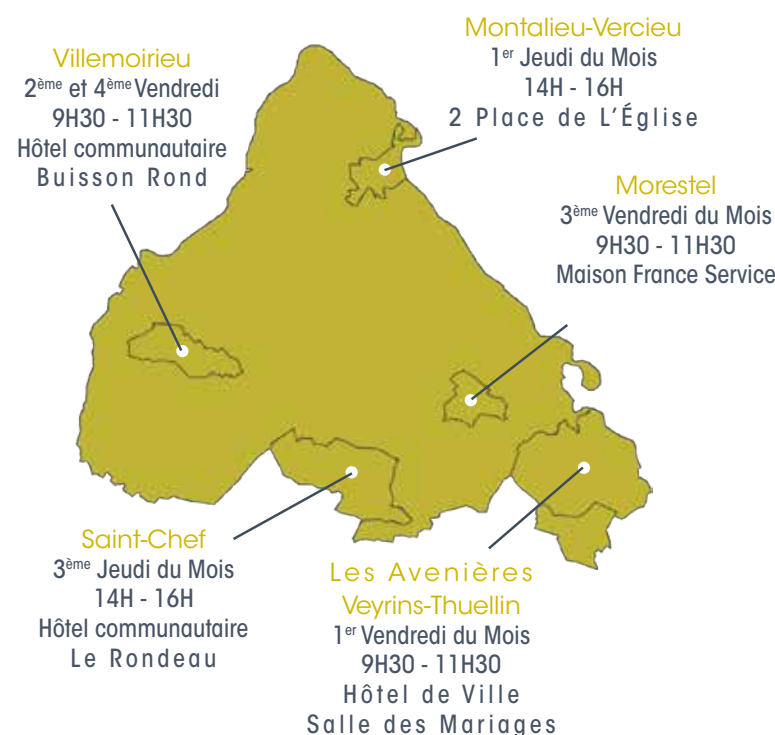 Villemoirieu
2ème et 4ème Vendredi
9H30 - 11H30
Hôtel communautaire
Buisson Rond
Montalieu-Vercieu
1er Jeudi du Mois
14H - 16H
2 Place de L'Église
Morestel
3ème Vendredi du Mois
9H30 - 11H30
Maison France Service
Saint-Chef
3ème Jeudi du Mois
14H - 16H
Hôtel communautaire
Le Rondeau
Les Avenières
Veyrins-Thuellin
1er Vendredi du Mois
9H30 - 11H30
Hôtel de Ville
Salle des Mariages